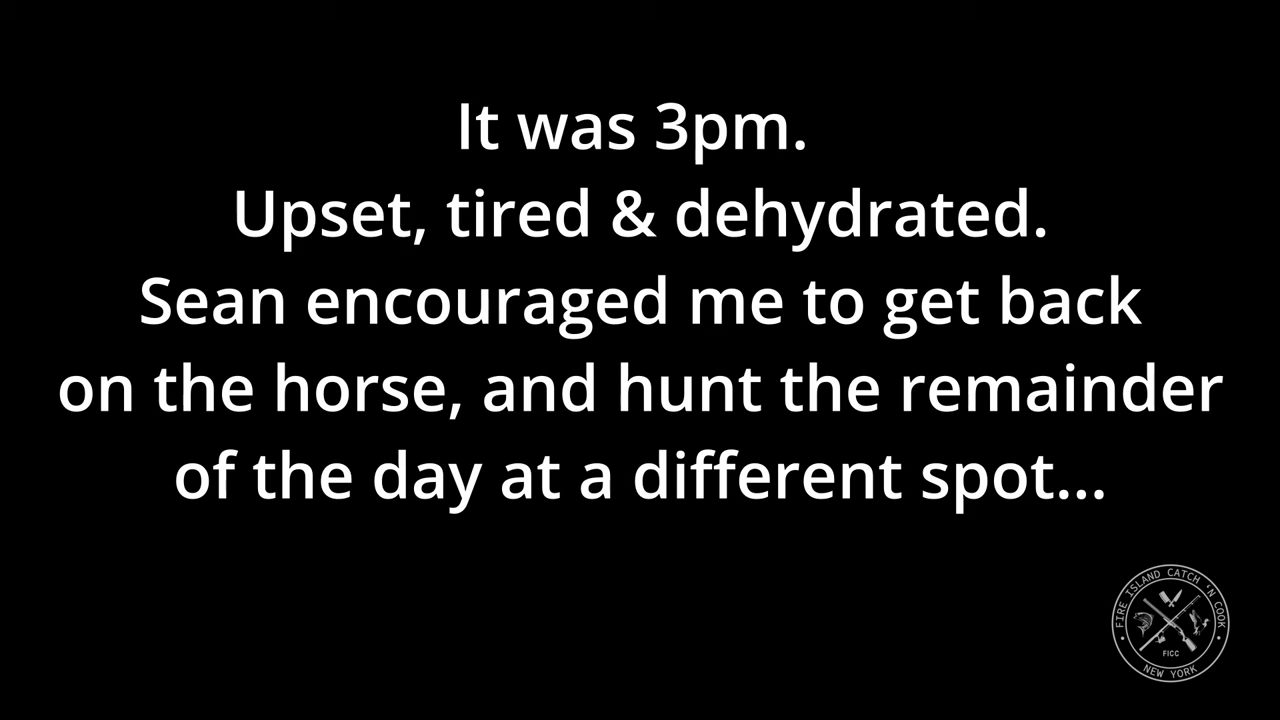 It was 3pm.
Upset, tired & dehydrated.
Sean encouraged me to get back
on the horse, and hunt the remainder
of the day at a different spot...
FIRE ISLAND CATCH 'N COOK
FICC
NEW YORK